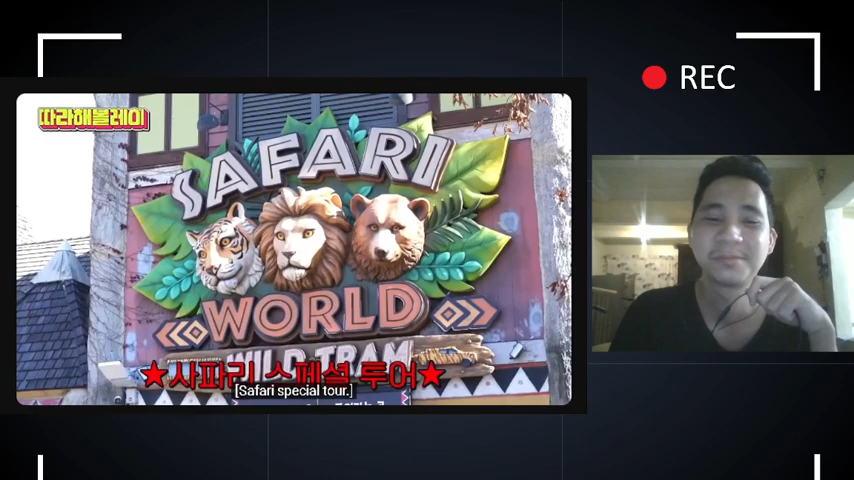 REC
따라해볼레이
SAFARI
WORLD
WILD TRAM
★사파리 스페셜 투어★
[Safari special tour.]